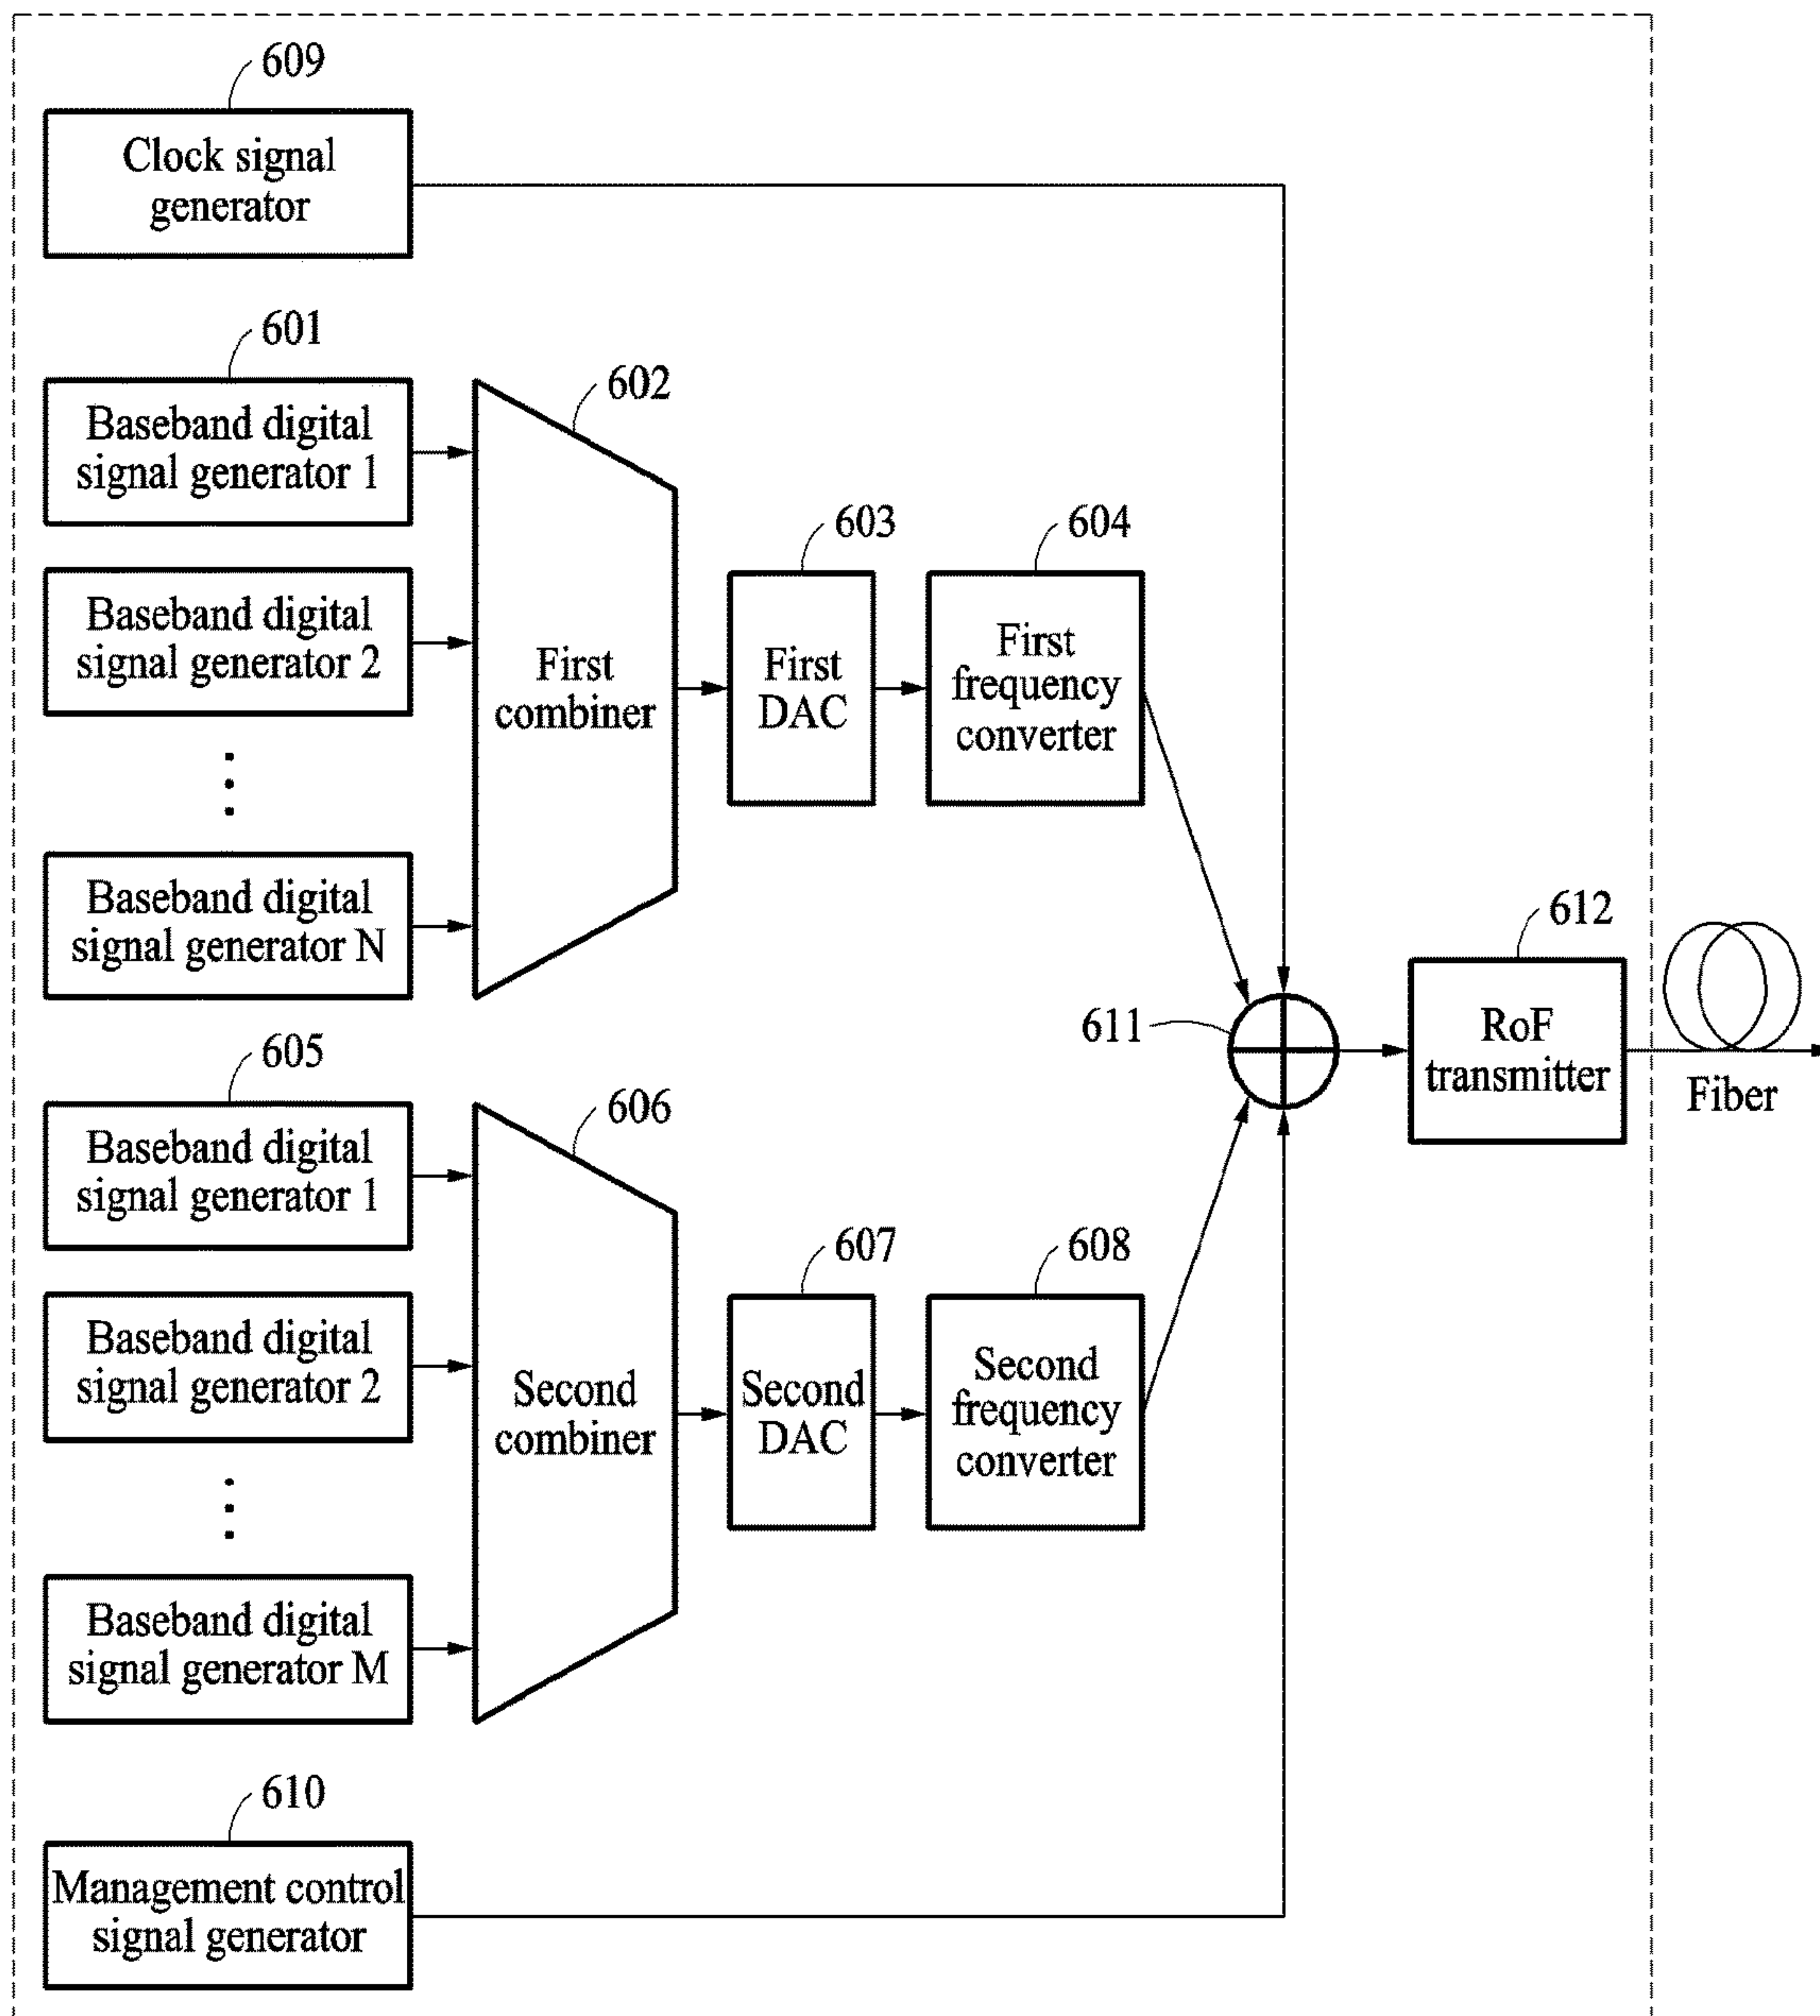 609
Clock signal
generator
601
Baseband digital
signal generator 1
602
Baseband digital
signal generator 2
First
combiner
603
First
DAC
604
First
frequency
converter
Baseband digital
signal generator N
611
612
RoF
transmitter
Fiber
605
Baseband digital
signal generator 1
606
Baseband digital
signal generator 2
Second
combiner
607
Second
DAC
608
Second
frequency
converter
Baseband digital
signal generator M
610
Management control
signal generator